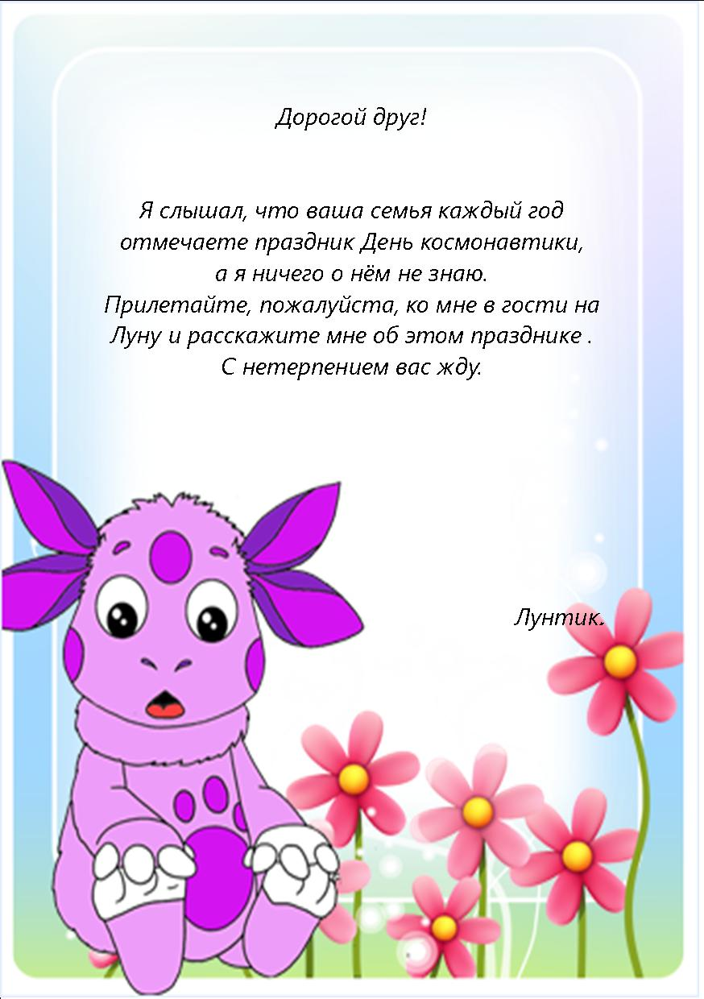 Дорогой друг!
Я слышал, что ваша семья каждый год
отмечаете праздник День космонавтики,
а я ничего о нём не знаю.
Прилетайте, пожалуйста, ко мне в гости на
Луну и расскажите мне об этом празднике .
С нетерпением вас жду.
Лунтик.